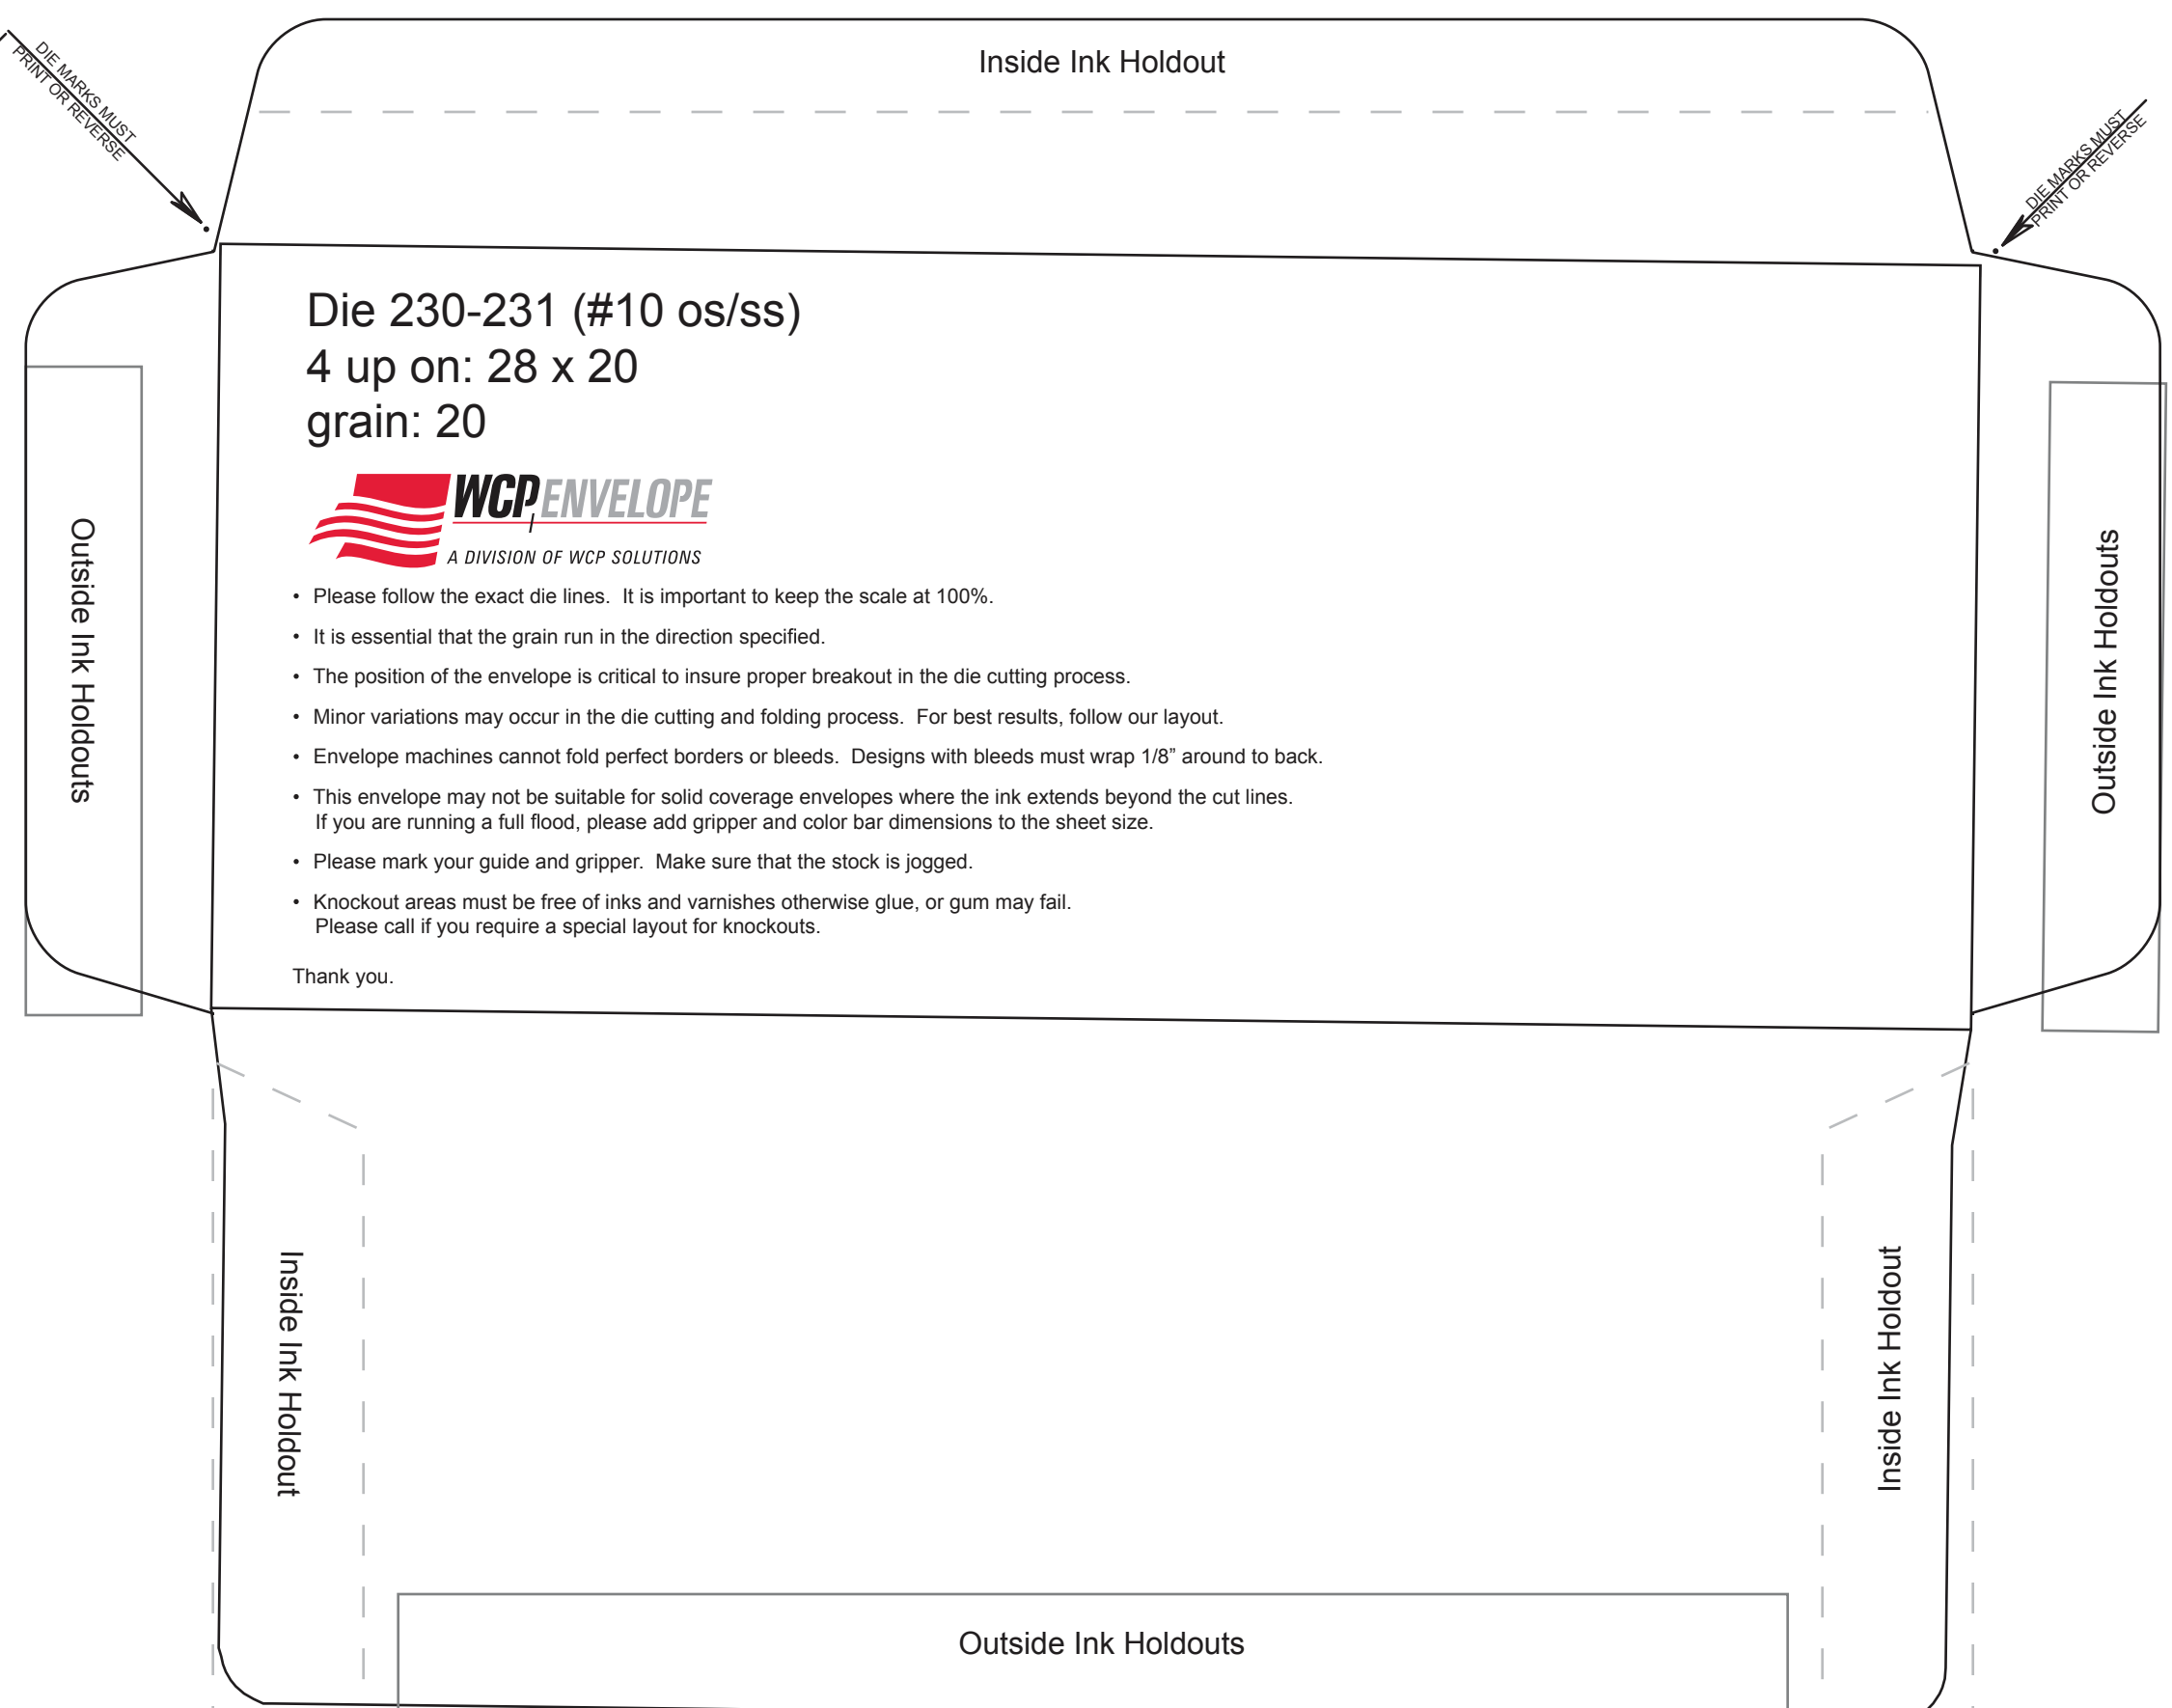 Inside Ink Holdout
DIE MARKS MUST
PRINT OR REVERSE
DIE MARKS MUST
PRINT OR REVERSE
Die 230-231 (#10 os/ss)
4 up on: 28 x 20
grain: 20
WCP ENVELOPE
A DIVISION OF WCP SOLUTIONS
• Please follow the exact die lines.  It is important to keep the scale at 100%.
• It is essential that the grain run in the direction specified.
• The position of the envelope is critical to insure proper breakout in the die cutting process.
• Minor variations may occur in the die cutting and folding process.  For best results, follow our layout.
• Envelope machines cannot fold perfect borders or bleeds.  Designs with bleeds must wrap 1/8” around to back.
• This envelope may not be suitable for solid coverage envelopes where the ink extends beyond the cut lines.
If you are running a full flood, please add gripper and color bar dimensions to the sheet size.
• Please mark your guide and gripper.  Make sure that the stock is jogged.
• Knockout areas must be free of inks and varnishes otherwise glue, or gum may fail.
Please call if you require a special layout for knockouts.
Thank you.
Outside Ink Holdouts
Outside Ink Holdouts
Inside Ink Holdout
Inside Ink Holdout
Outside Ink Holdouts